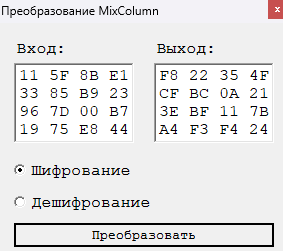 Преобразование MixColumn
Вход: Выход:
11 5F 8B E1 F8 22 35 4F
33 85 B9 23 CF BC 0A 21
96 7D 00 B7 3E BF 11 7B
19 75 E8 44 A4 F3 F4 24
Шифрование
Дешифрование
Преобразовать